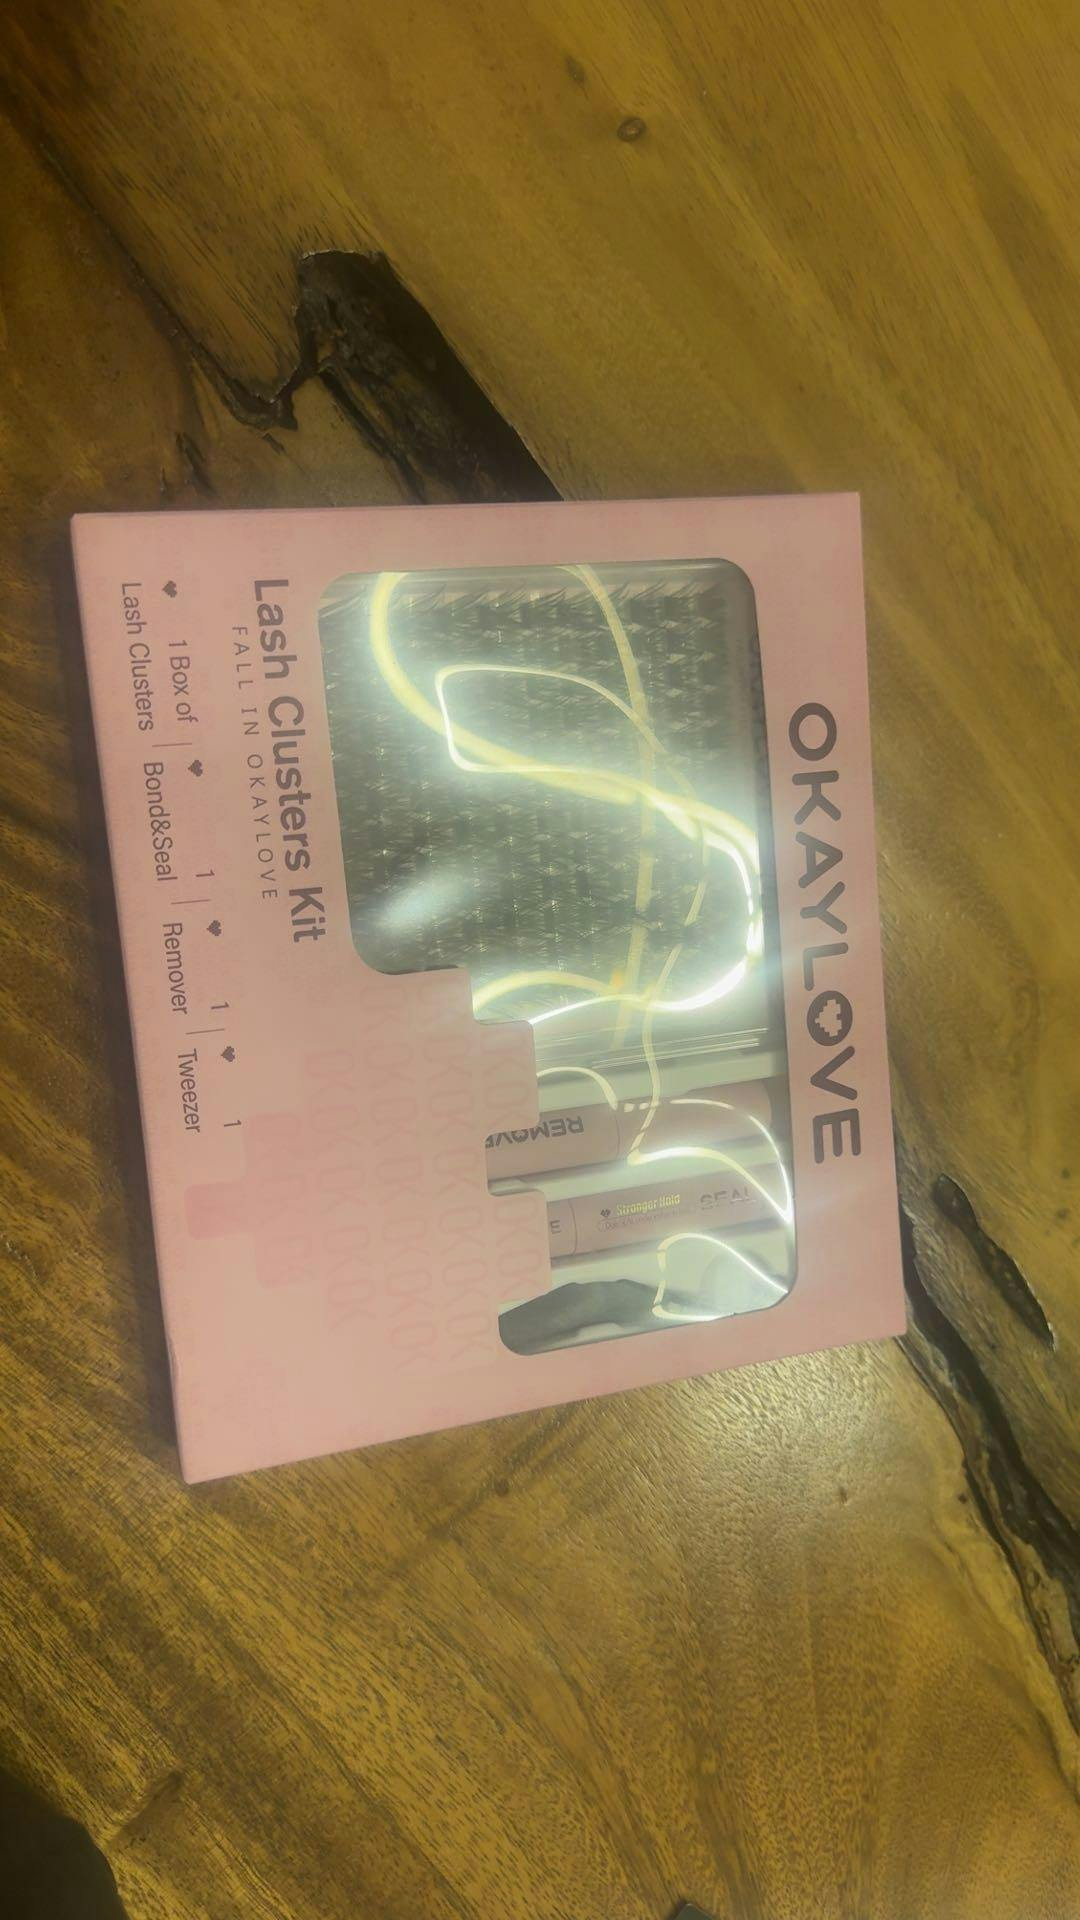 OKAYLOVE
REMOVE
SEAL
Stronger Hold
Lash Clusters Kit
FALL IN OKAYLOVE
1 Box of Lash Clusters
1 Bond&Seal
1 Remover
1 Tweezer